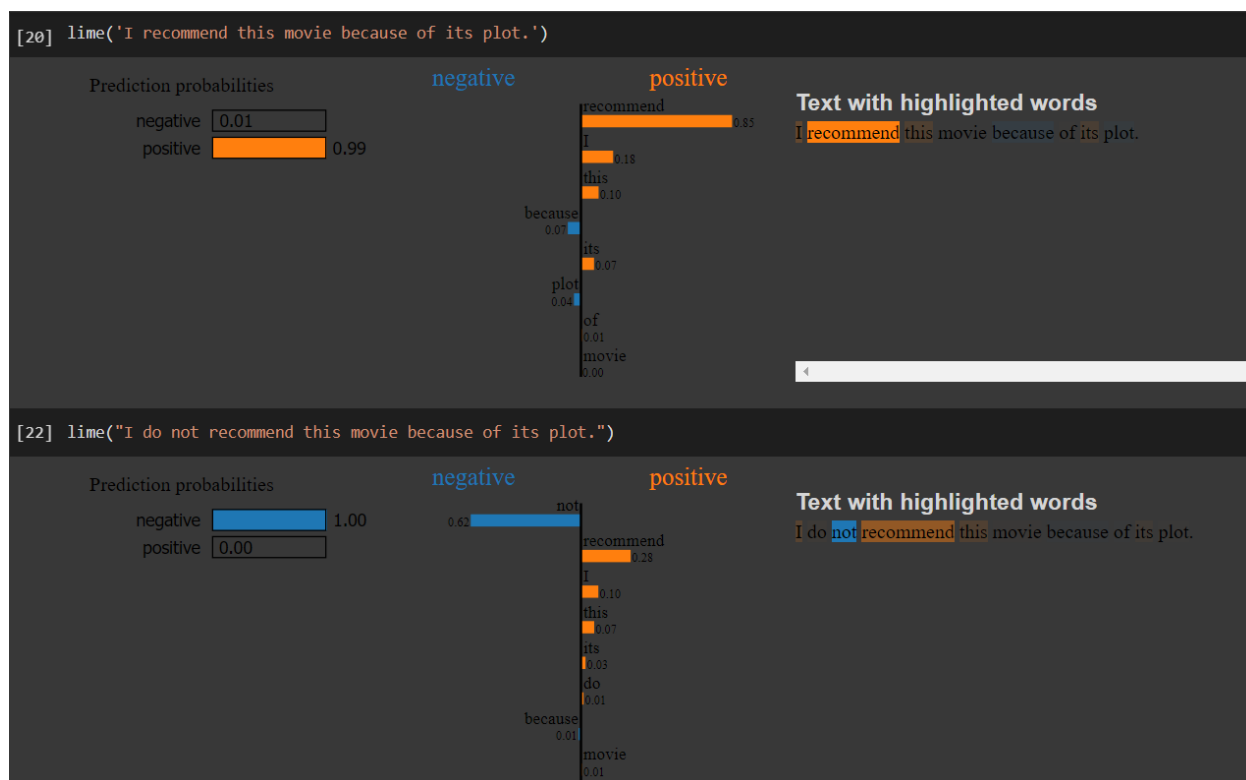 [20] lime('I recommend this movie because of its plot.')
Prediction probabilities
negative 0.01
positive 0.99
negative positive
recommend
0.85
I
0.18
this
0.10
because
0.07
its
0.07
plot
0.04
of
0.01
movie
0.00
Text with highlighted words
I recommend this movie because of its plot.
[22] lime("I do not recommend this movie because of its plot.")
Prediction probabilities
negative 1.00
positive 0.00
negative positive
not
0.62
recommend
0.28
I
0.10
this
0.07
its
0.03
do
0.01
because
0.01
movie
0.01
Text with highlighted words
I do not recommend this movie because of its plot.